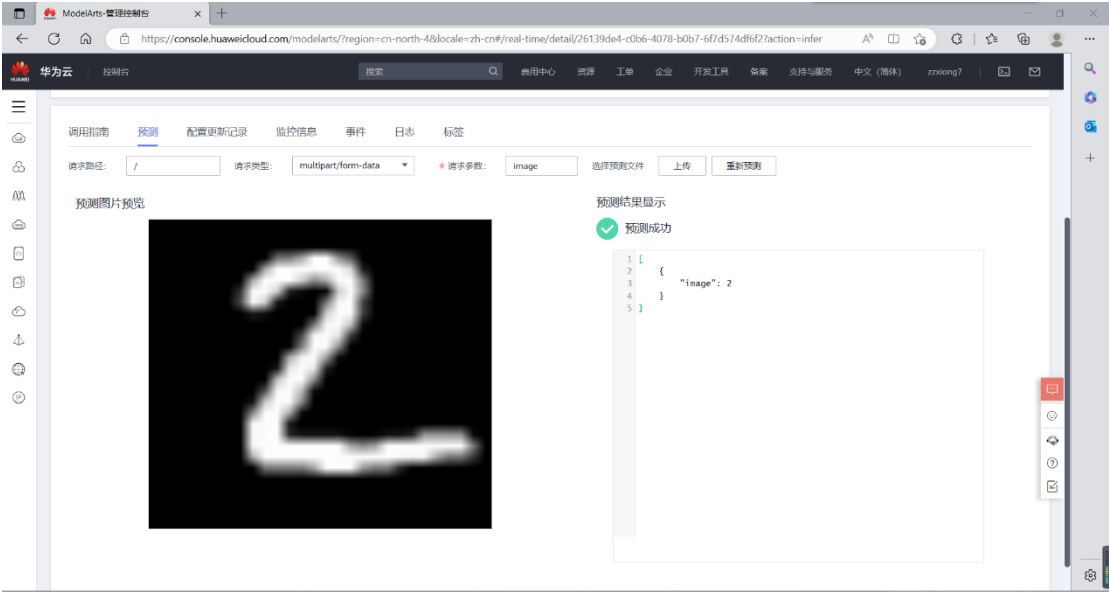 ModelArts-管理控制台
https://console.huaweicloud.com/modelarts/?region=cn-north-4&locale=zh-cn#/real-time/detail/26139de4-c0b6-4078-b0b7-6f7d574df6f2?action=infer
HUAWEI 华为云 控制台 搜索 费用中心 资源 工单 企业 开发工具 备案 支持与服务 中文 (简体) zzxiong7
调用指南 预测 配置更新记录 监控信息 事件 日志 标签
请求路径: / 请求类型: multipart/form-data * 请求参数: image 选择预测文件 上传 重新预测
预测图片预览
2
预测结果显示
预测成功
1 [
2 {
3 "image": 2
4 }
5 ]